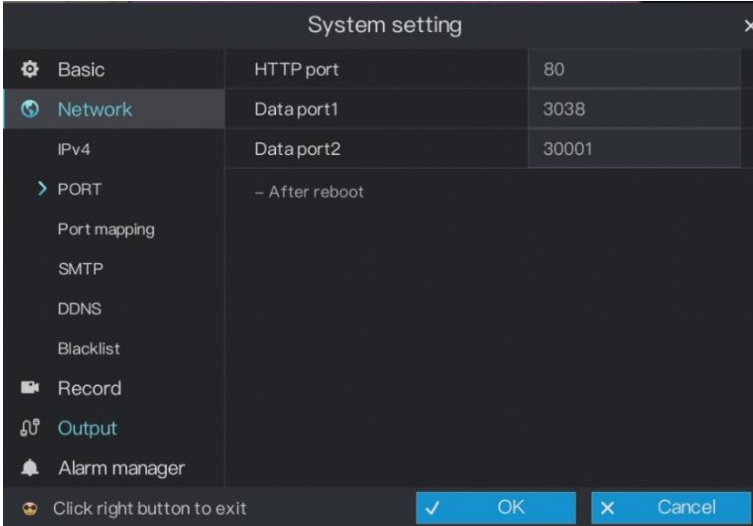 System setting
Basic
HTTP port 80
Network
Data port1 3038
IPv4
Data port2 30001
PORT
– After reboot
Port mapping
SMTP
DDNS
Blacklist
Record
Output
Alarm manager
Click right button to exit
OK
Cancel